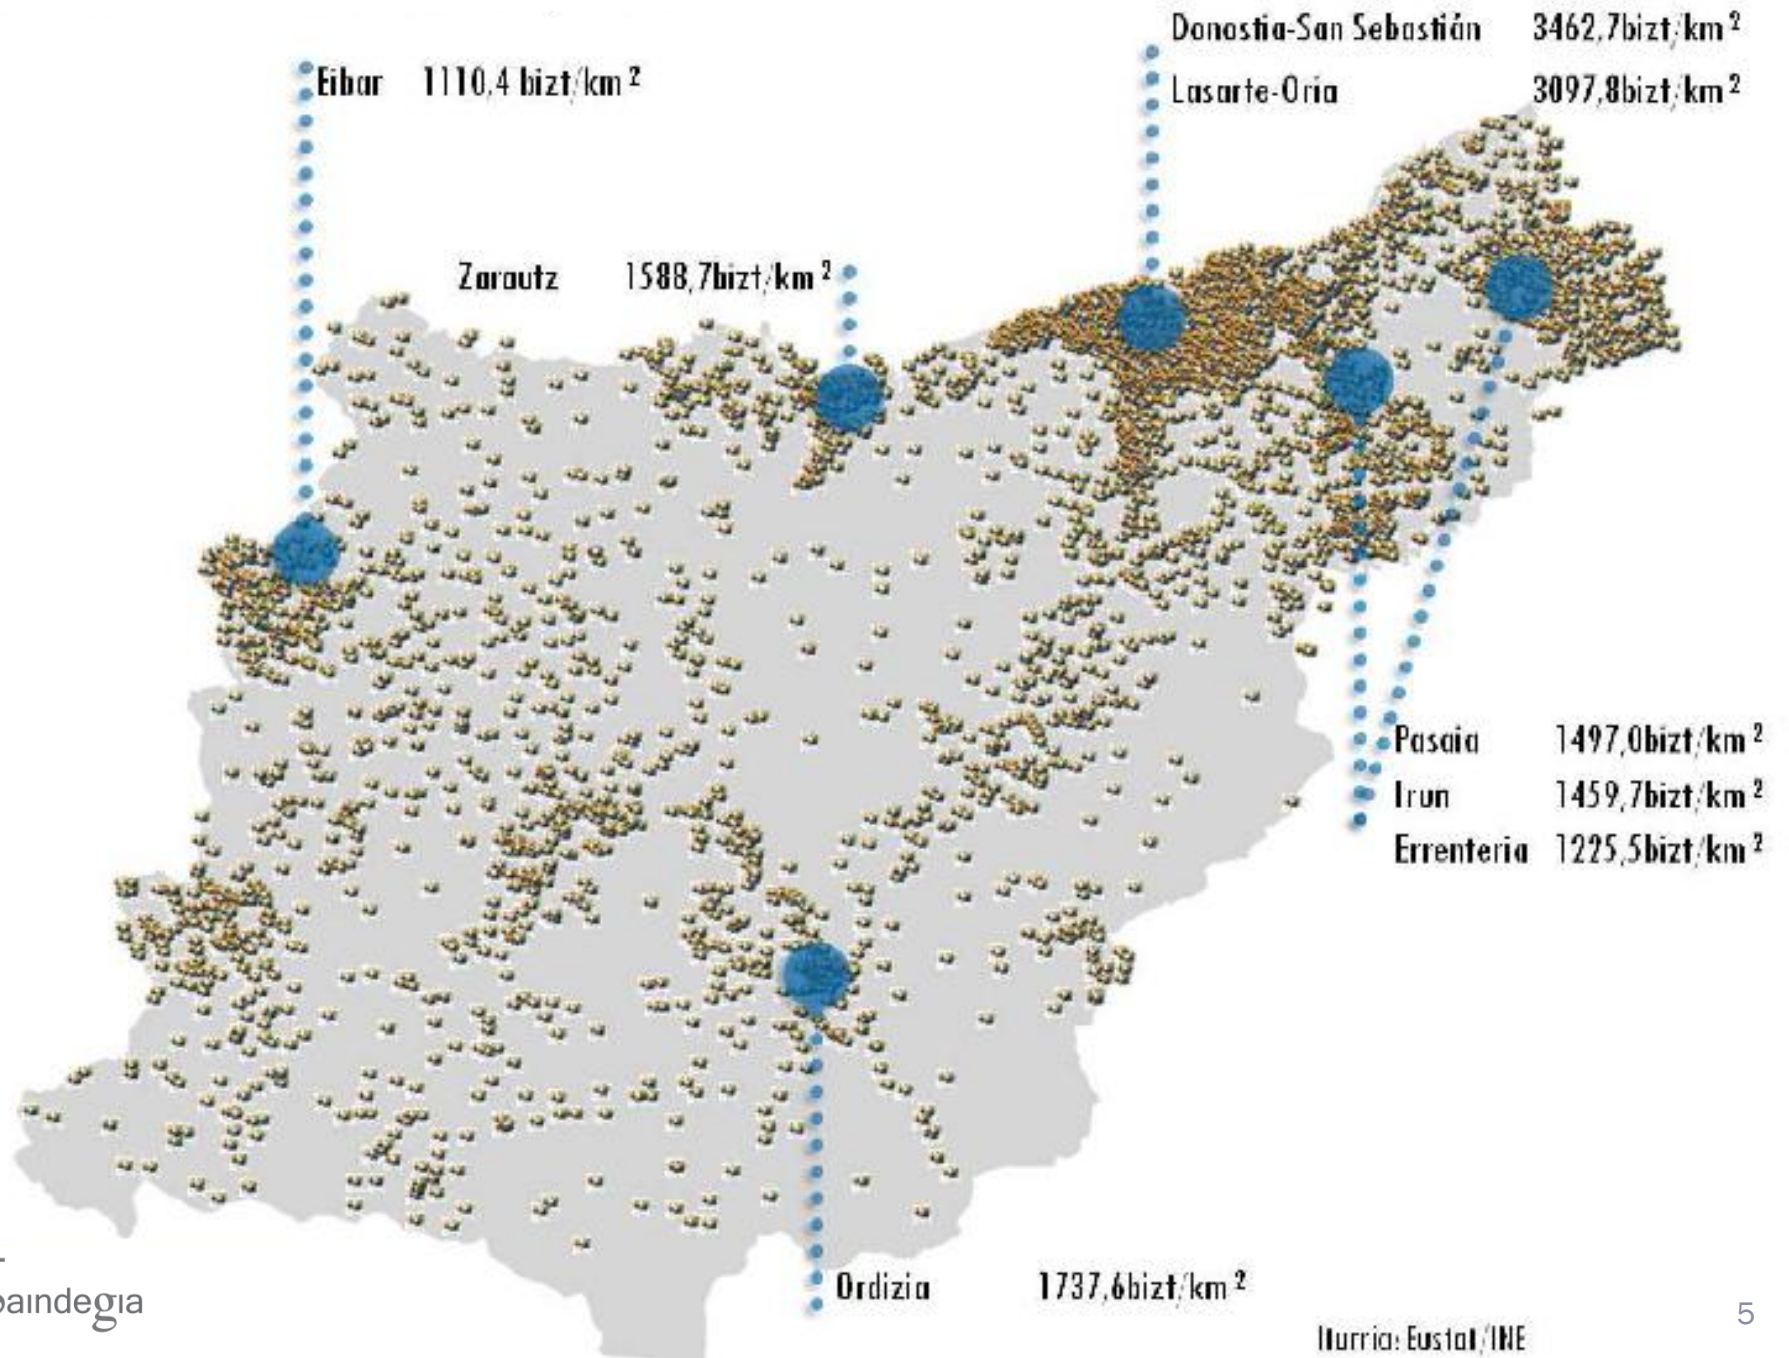 Donostia-San Sebastián 3462,7bizt/km²
Lasarte-Oria 3097,8bizt/km²
Eibar 1110,4 bizt/km²
Zarautz 1588,7bizt/km²
Pasaia 1497,0bizt/km²
Irun 1459,7bizt/km²
Errenteria 1225,5bizt/km²
Ordizia 1737,6bizt/km²
Iturria: Eustat/INE
5